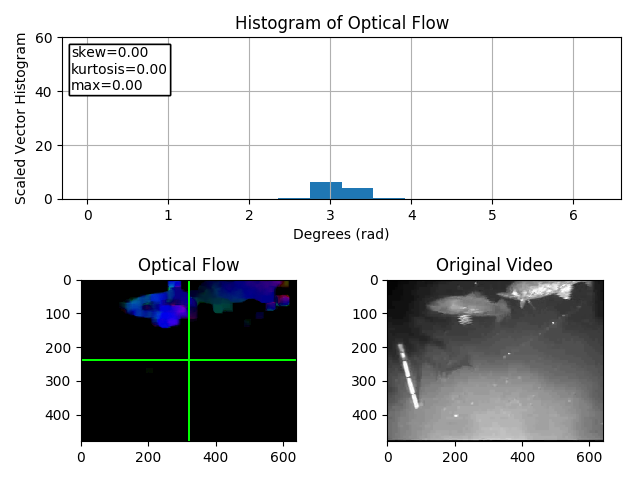 Histogram of Optical Flow
Scaled Vector Histogram
60
40
20
0
skew=0.00
kurtosis=0.00
max=0.00
0 1 2 3 4 5 6
Degrees (rad)
Optical Flow
0
100
200
300
400
0 200 400 600
Original Video
0
100
200
300
400
0 200 400 600